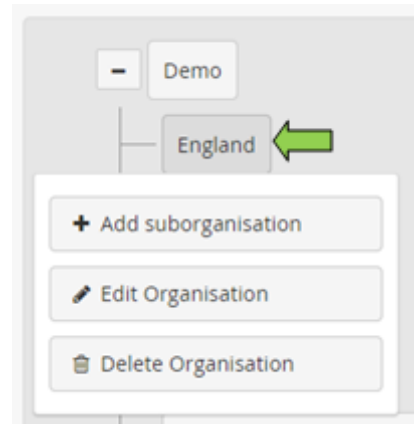 Demo
England
Add suborganisation
Edit Organisation
Delete Organisation